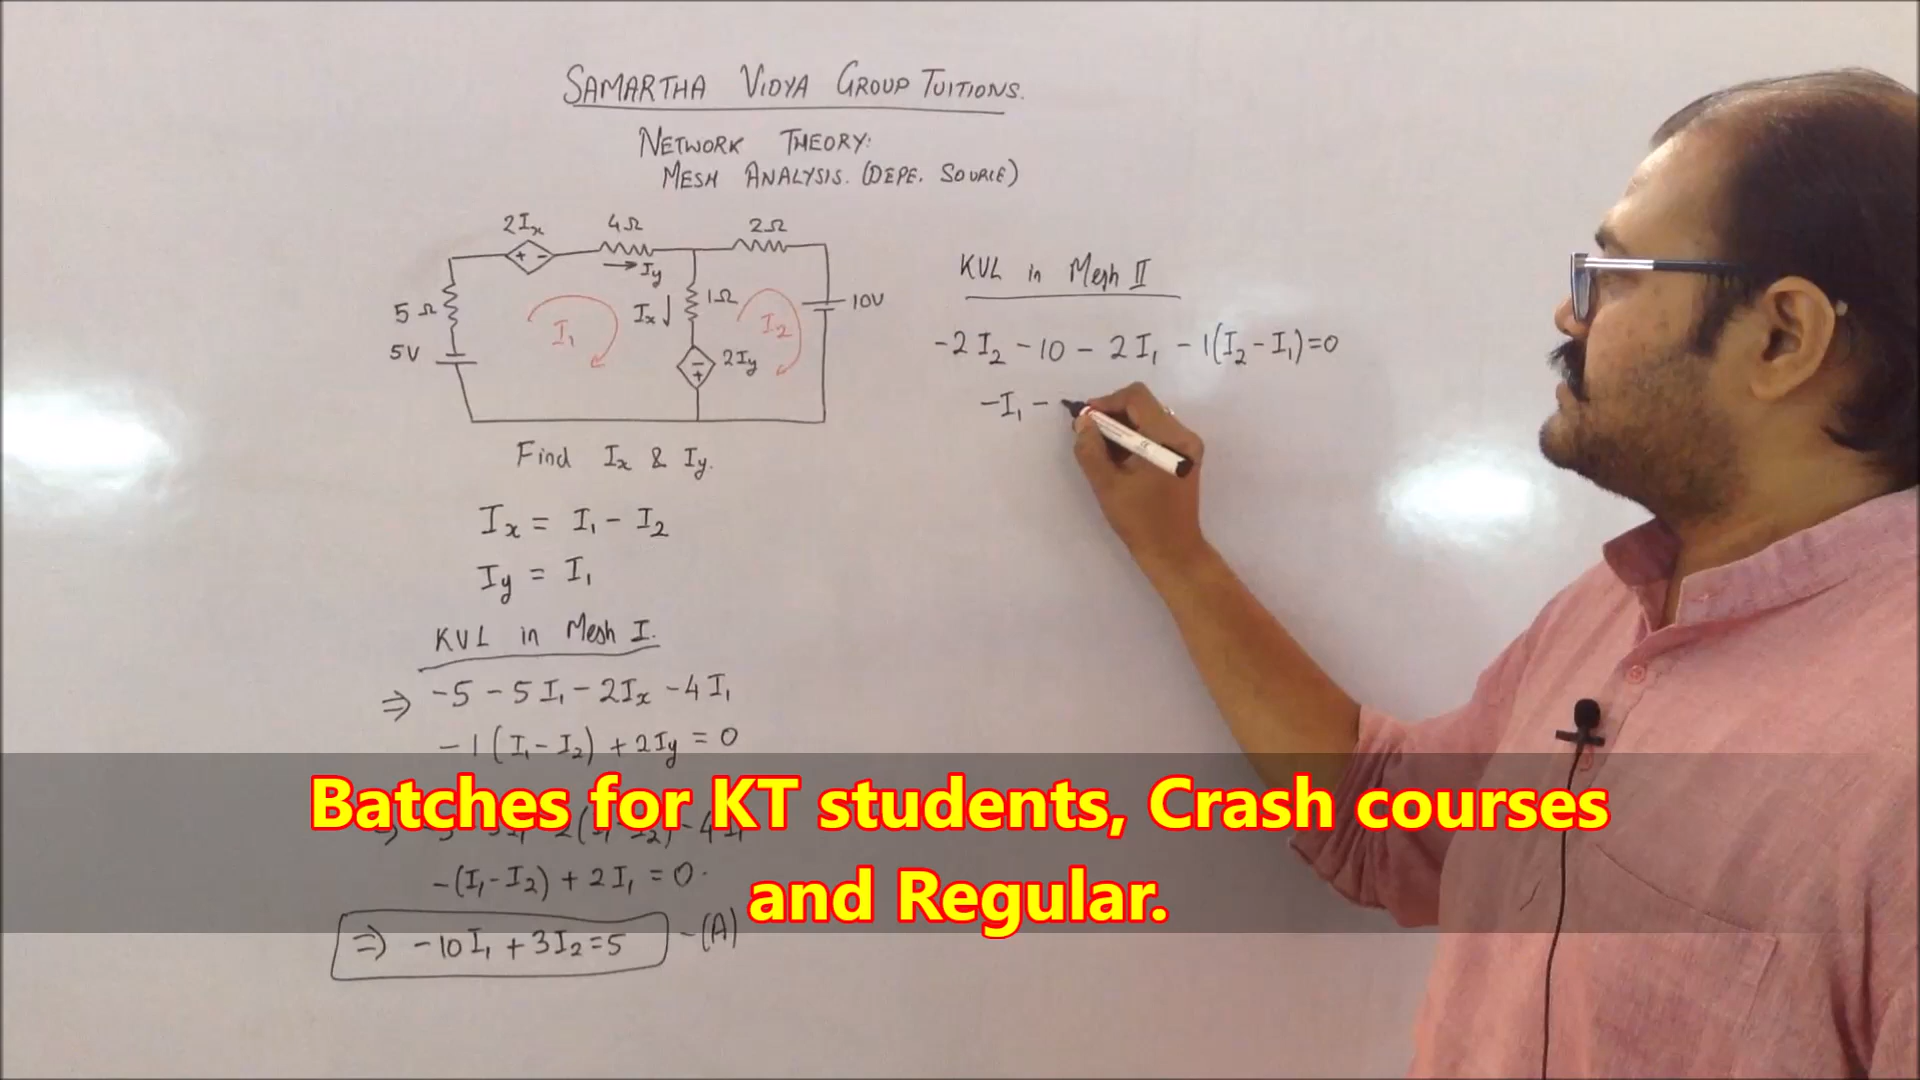 SAMARTHA VIDYA GROUP TUITIONS.
NETWORK THEORY:
MESH ANALYSIS. (DEPE. SOURCE)
2Iₓ
4Ω
2Ω
+ -
Iy
5Ω
Iₓ
1Ω
10V
I₁
I₂
5V
- +
2Iy
Find Iₓ & Iy.
Iₓ = I₁ - I₂
Iy = I₁
KVL in Mesh I.
⇒ -5 - 5I₁ - 2Iₓ - 4I₁
-1(I₁ - I₂) + 2Iy = 0
-(I₁ - I₂) + 2I₁ = 0.
⇒ -10I₁ + 3I₂ = 5 -(A)
KVL in Mesh II
-2I₂ - 10 - 2I₁ - 1(I₂ - I₁) = 0
-I₁ -
Batches for KT students, Crash courses
and Regular.